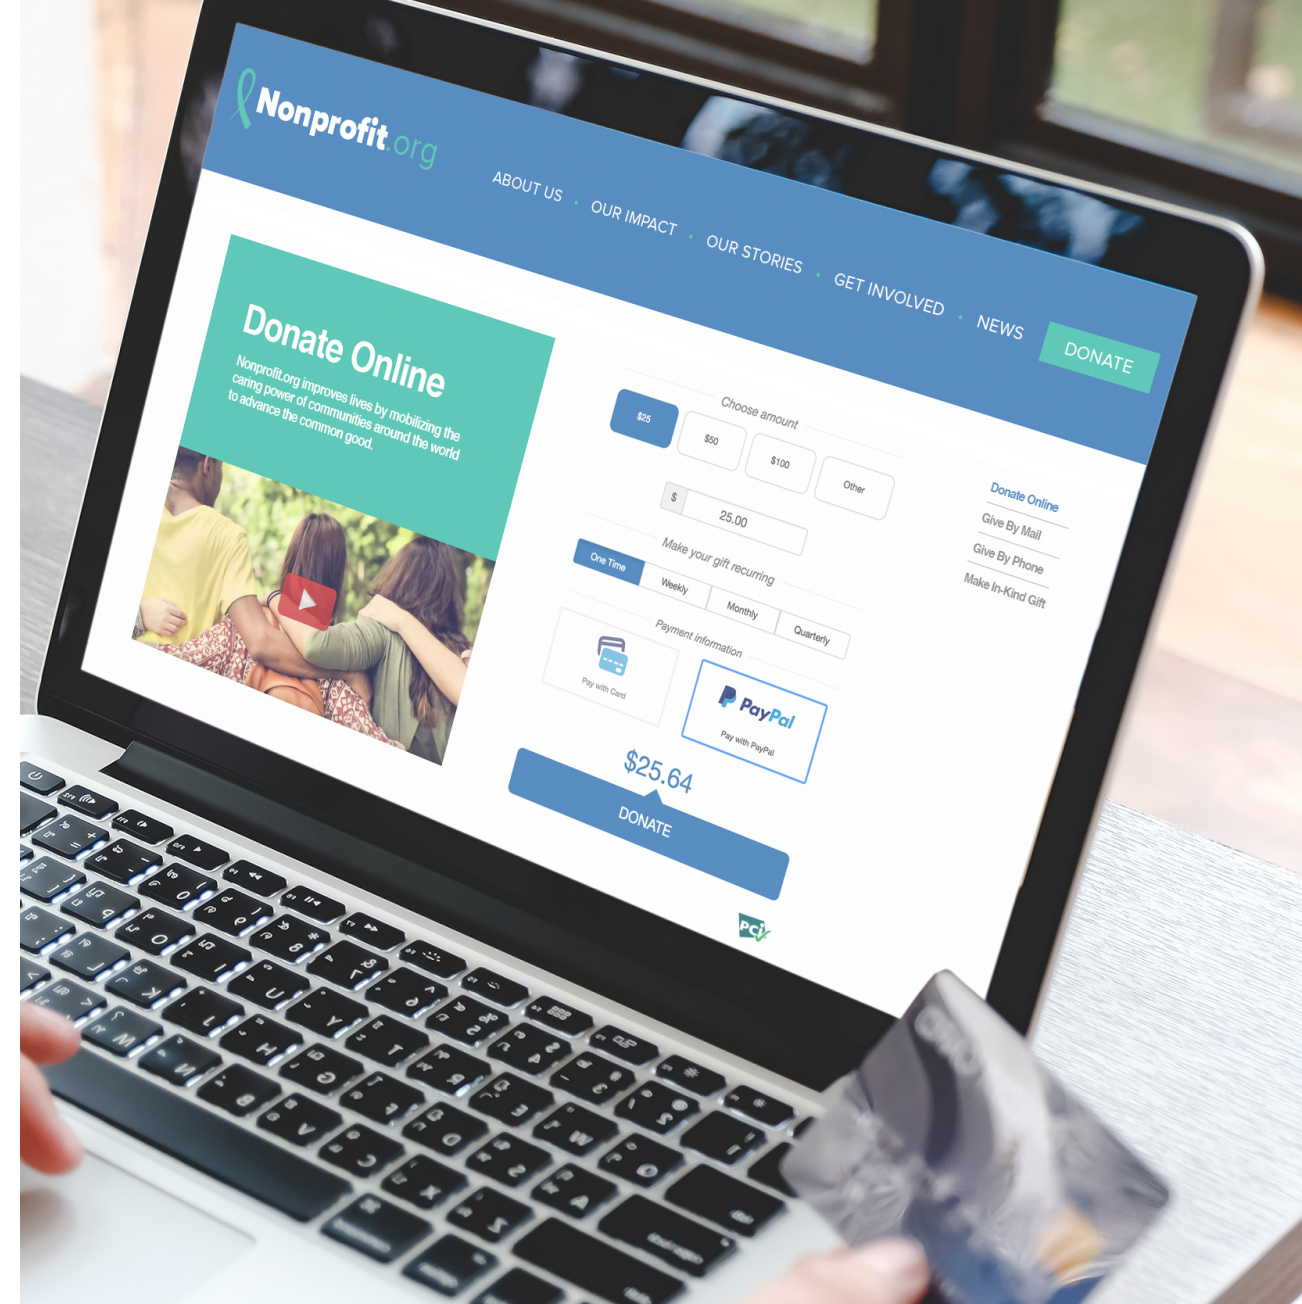 Nonprofit.org
ABOUT US • OUR IMPACT • OUR STORIES • GET INVOLVED • NEWS
DONATE
Donate Online
Nonprofit.org improves lives by mobilizing the
caring power of communities around the world
to advance the common good.
Choose amount
$25
$50
$100
Other
$ 25.00
Make your gift recurring
One Time
Weekly
Monthly
Quarterly
Payment information
Pay with Card
PayPal
Pay with PayPal
$25.64
DONATE
PCI
Donate Online
Give By Mail
Give By Phone
Make In-Kind Gift